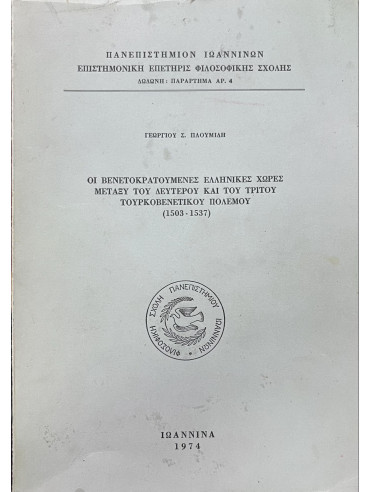 ΠΑΝΕΠΙΣΤΗΜΙΟΝ ΙΩΑΝΝΙΝΩΝ
ΕΠΙΣΤΗΜΟΝΙΚΗ ΕΠΕΤΗΡΙΣ ΦΙΛΟΣΟΦΙΚΗΣ ΣΧΟΛΗΣ
ΔΩΔΩΝΗ: ΠΑΡΑΡΤΗΜΑ ΑΡ. 4
ΓΕΩΡΓΙΟΥ Σ. ΠΛΟΥΜΙΔΗ
ΟΙ ΒΕΝΕΤΟΚΡΑΤΟΥΜΕΝΕΣ ΕΛΛΗΝΙΚΕΣ ΧΩΡΕΣ
ΜΕΤΑΞΥ ΤΟΥ ΔΕΥΤΕΡΟΥ ΚΑΙ ΤΟΥ ΤΡΙΤΟΥ
ΤΟΥΡΚΟΒΕΝΕΤΙΚΟΥ ΠΟΛΕΜΟΥ
(1503-1537)
ΦΙΛΟΣΟΦΙΚΗ ΣΧΟΛΗ ΠΑΝΕΠΙΣΤΗΜΙΟΥ ΙΩΑΝΝΙΝΩΝ
ΙΩΑΝΝΙΝΑ
1974